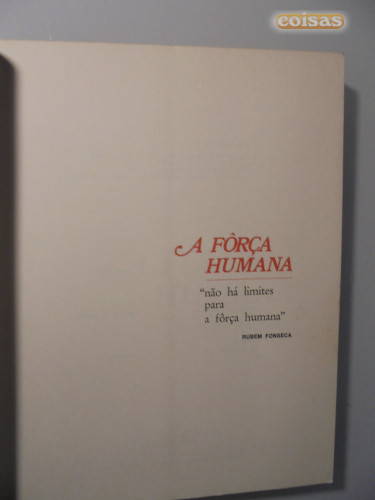 coisas
A FÔRÇA
HUMANA
“não há limites
para
a fôrça humana”
RUBEM FONSECA